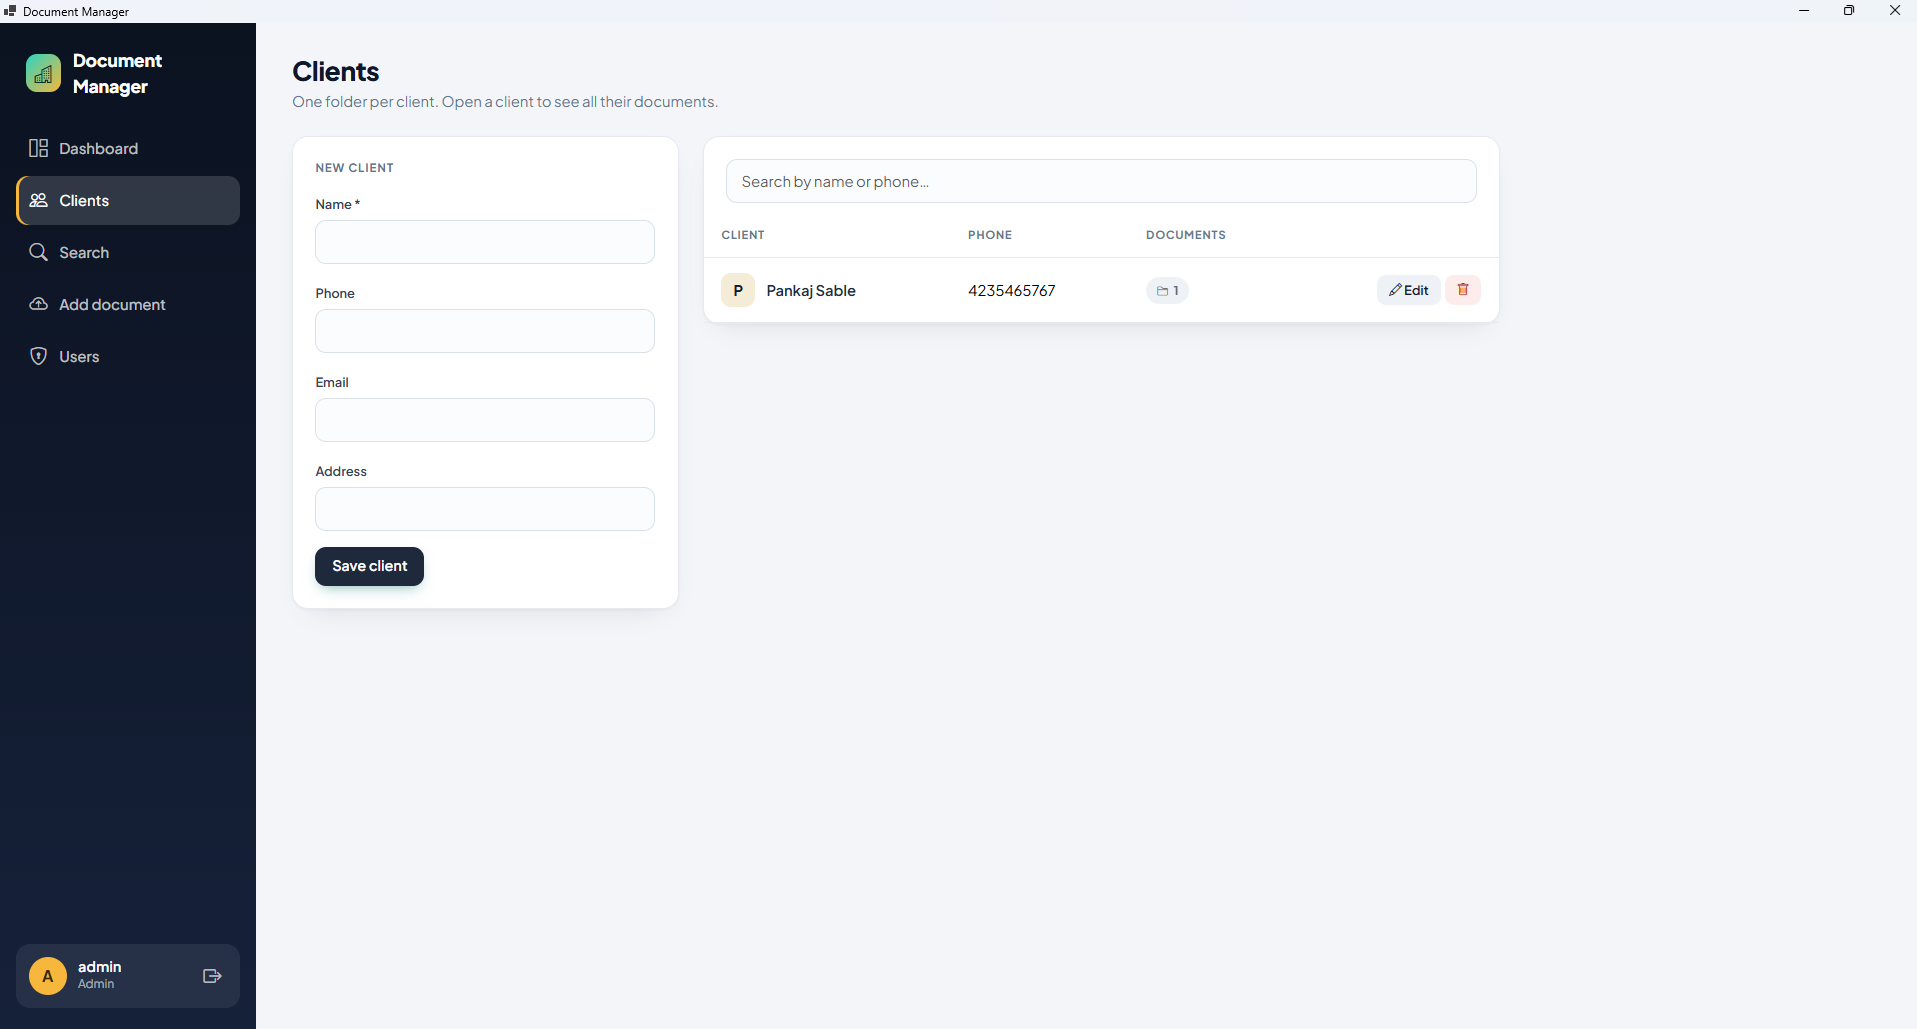 Document Manager
Document
Manager
Dashboard
Clients
Search
Add document
Users
A
admin
Admin
Clients
One folder per client. Open a client to see all their documents.
NEW CLIENT
Name *
Phone
Email
Address
Save client
Search by name or phone...
CLIENT PHONE DOCUMENTS
P Pankaj Sable 4235465767 1 Edit